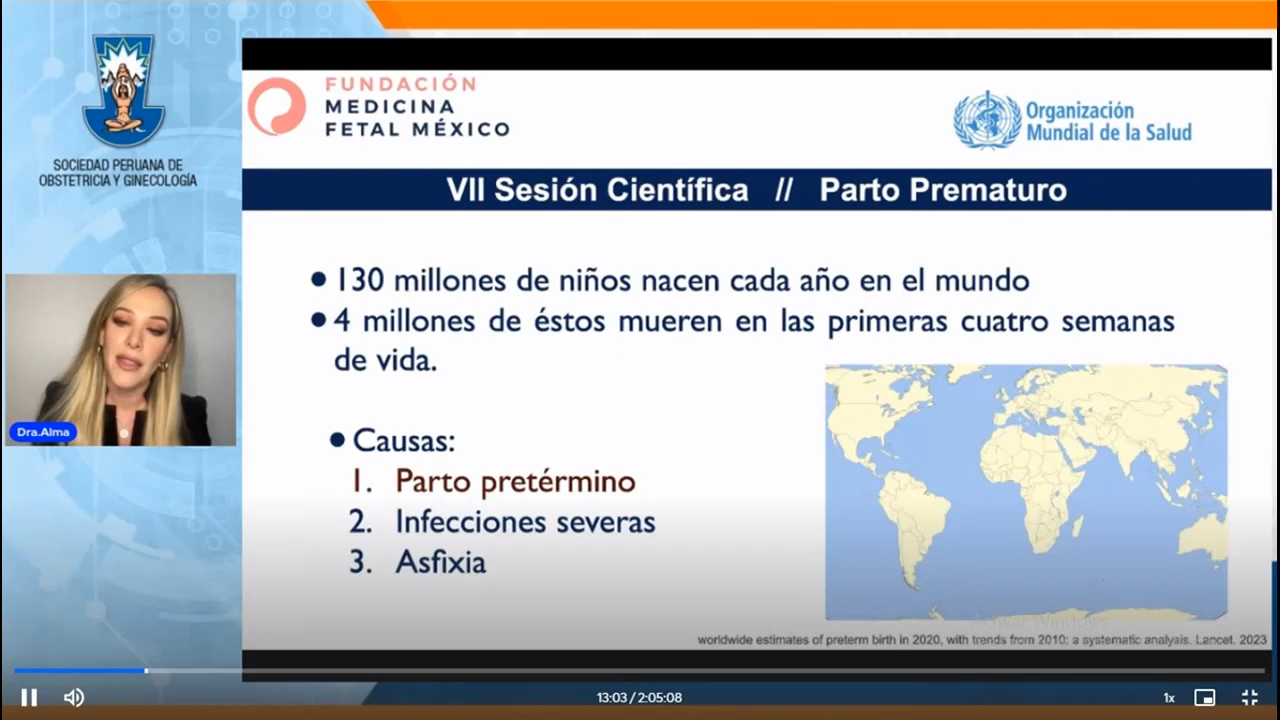 SOCIEDAD PERUANA DE
OBSTETRICIA Y GINECOLOGÍA
FUNDACIÓN
MEDICINA
FETAL MÉXICO
Organización
Mundial de la Salud
VII Sesión Científica // Parto Prematuro
● 130 millones de niños nacen cada año en el mundo
● 4 millones de éstos mueren en las primeras cuatro semanas
de vida.
● Causas:
1. Parto pretérmino
2. Infecciones severas
3. Asfixia
Dra.Alma
Activar Windows
worldwide estimates of preterm birth in 2020, with trends from 2010: a systematic analysis. Lancet. 2023
13:03 / 2:05:08
1x